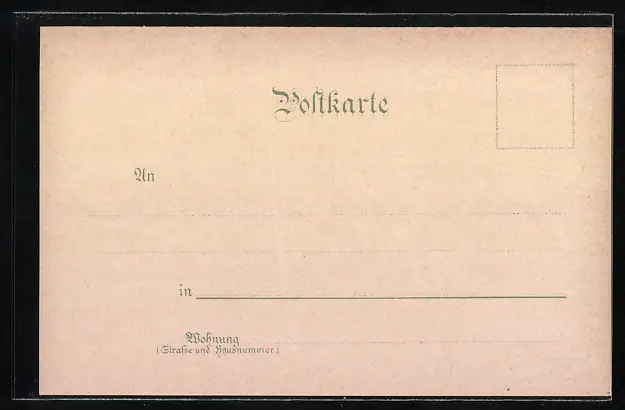 Postkarte
An
in
Wohnung
(Straße und Hausnummer)